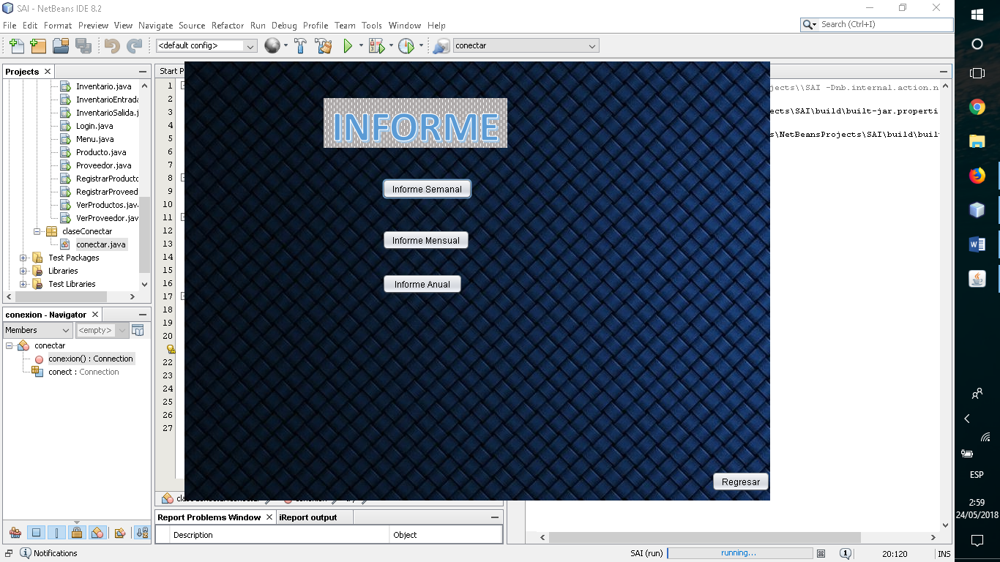 SAI - NetBeans IDE 8.2
File Edit Format Preview View Navigate Source Refactor Run Debug Profile Team Tools Window Help
Search (Ctrl+I)
<default config>
conectar
Projects
Inventario.java
InventarioEntrada
InventarioSalida.j
Login.java
Menu.java
Producto.java
Proveedor.java
RegistrarProducto
RegistrarProveed
VerProductos.java
VerProveedor.java
claseConectar
conectar.java
Test Packages
Libraries
Test Libraries
conexion - Navigator
Members
<empty>
conectar
conexion() : Connection
conect : Connection
Start P
1
2
3
4
5
6
7
8
9
10
11
12
13
14
15
16
17
18
19
20
22
23
24
25
26
27
INFORME
Informe Semanal
Informe Mensual
Informe Anual
Regresar
ojects\\SAI -Dnb.internal.action.n
jects\SAI\build\built-jar.properti
s\NetBeansProjects\SAI\build\buil
Report Problems Window
iReport output
Description
Object
Notifications
SAI (run)
running...
1
20:120
INS
ESP
2:59
24/05/2018